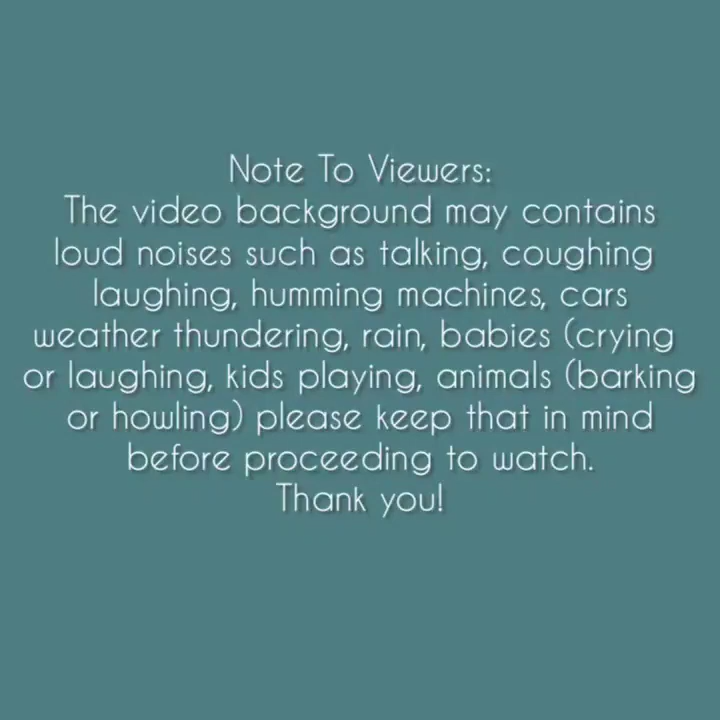 Note To Viewers:
The video background may contains
loud noises such as talking, coughing
laughing, humming machines, cars
weather thundering, rain, babies (crying
or laughing, kids playing, animals (barking
or howling) please keep that in mind
before proceeding to watch.
Thank you!